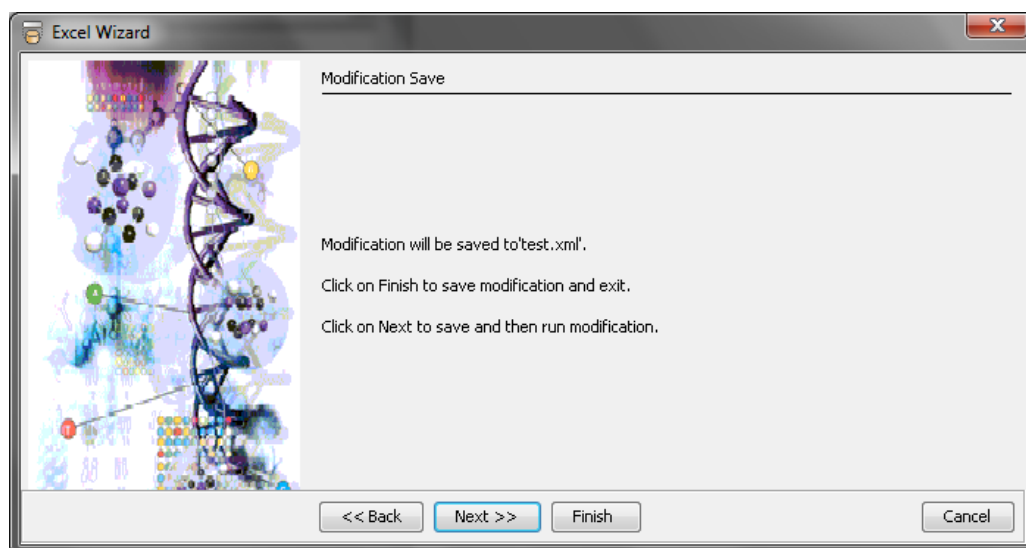 Excel Wizard
Modification Save
Modification will be saved to'test.xml'.
Click on Finish to save modification and exit.
Click on Next to save and then run modification.
<< Back
Next >>
Finish
Cancel